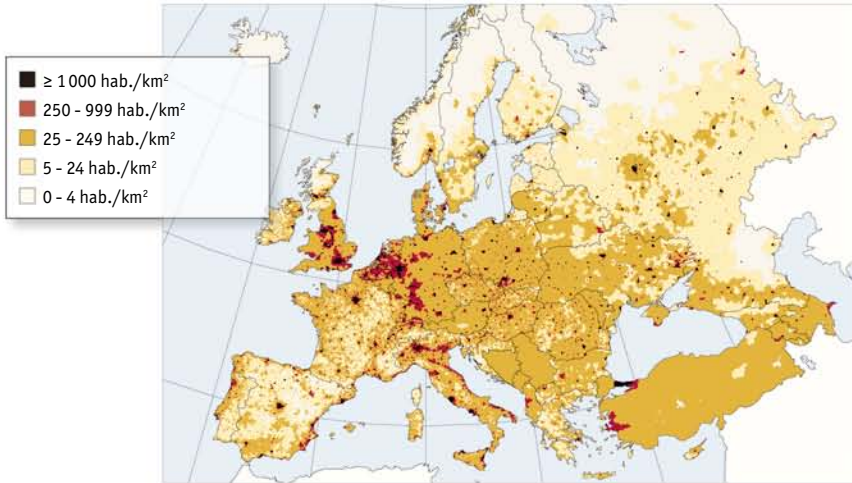 ≥ 1 000 hab./km²
250 - 999 hab./km²
25 - 249 hab./km²
5 - 24 hab./km²
0 - 4 hab./km²